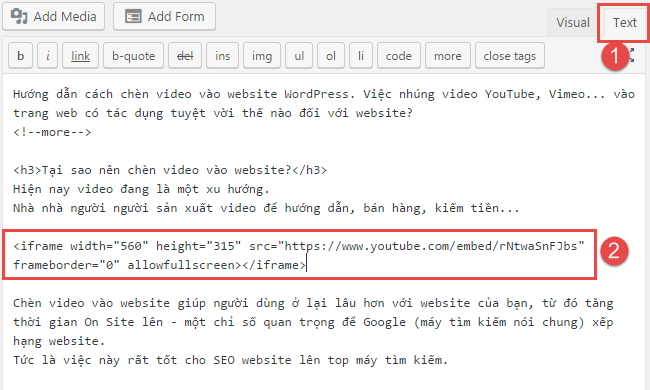 Add Media Add Form
Visual Text
1
b i link b-quote del ins img ul ol li code more close tags
Hướng dẫn cách chèn video vào website WordPress. Việc nhúng video YouTube, Vimeo... vào
trang web có tác dụng tuyệt vời thế nào đối với website?
<!--more-->
<h3>Tại sao nên chèn video vào website?</h3>
Hiện nay video đang là một xu hướng.
Nhà nhà người người sản xuất video để hướng dẫn, bán hàng, kiếm tiền...
<iframe width="560" height="315" src="https://www.youtube.com/embed/rNtwaSnFJbs"
frameborder="0" allowfullscreen></iframe>
2
Chèn video vào website giúp người dùng ở lại lâu hơn với website của bạn, từ đó tăng
thời gian On Site lên - một chỉ số quan trọng để Google (máy tìm kiếm nói chung) xếp
hạng website.
Tức là việc này rất tốt cho SEO website lên top máy tìm kiếm.